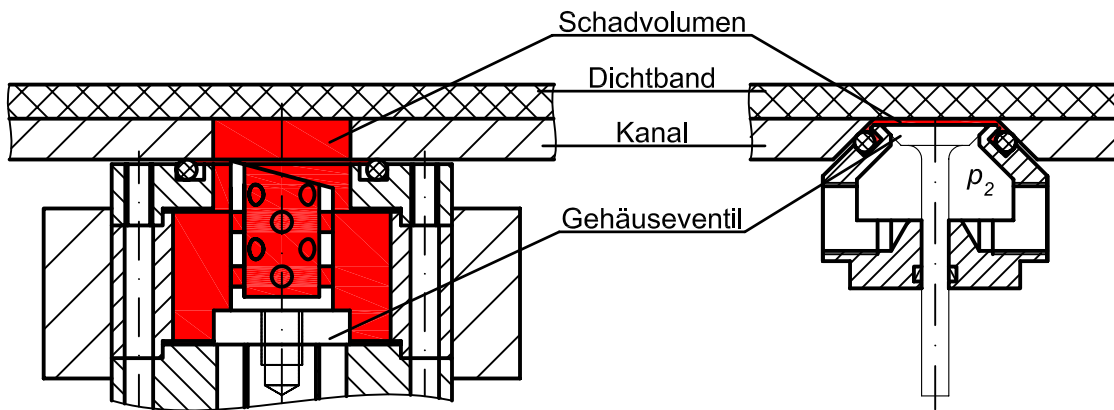 Schadvolumen
Dichtband
Kanal
p2
Gehäuseventil